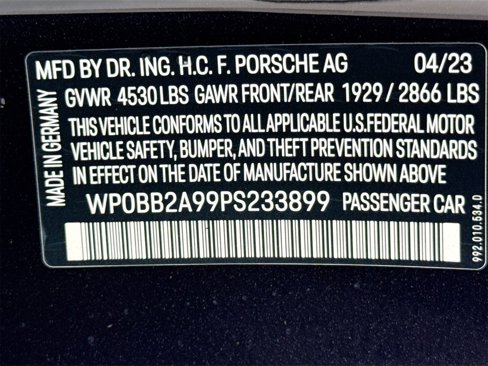 MFD BY DR. ING. H.C. F. PORSCHE AG 04/23
GVWR 4530 LBS GAWR FRONT/REAR 1929 / 2866 LBS
THIS VEHICLE CONFORMS TO ALL APPLICABLE U.S.FEDERAL MOTOR
VEHICLE SAFETY, BUMPER, AND THEFT PREVENTION STANDARDS
IN EFFECT ON THE DATE OF MANUFACTURE SHOWN ABOVE
WP0BB2A99PS233899 PASSENGER CAR
MADE IN GERMANY
992.010.534.0